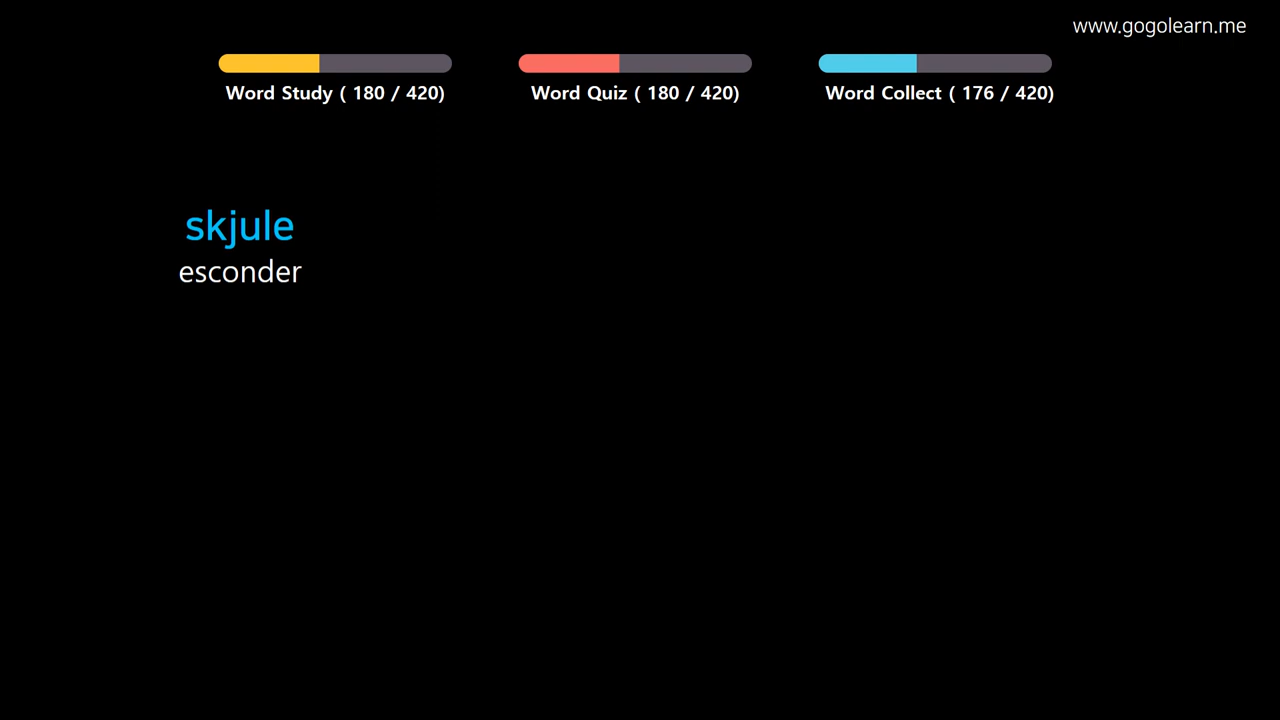 www.gogolearn.me
Word Study ( 180 / 420)
Word Quiz ( 180 / 420)
Word Collect ( 176 / 420)
skjule
esconder